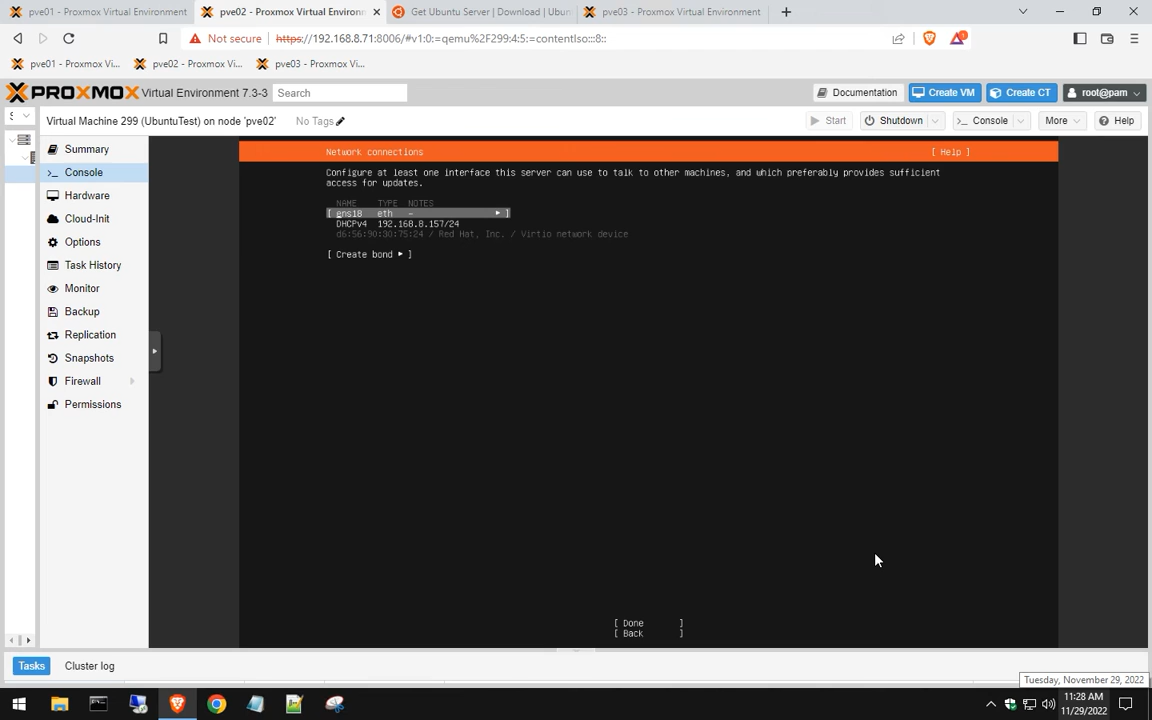 pve01 - Proxmox Virtual Environment
pve02 - Proxmox Virtual Environm
Get Ubuntu Server | Download | Ubun
pve03 - Proxmox Virtual Environment
Not secure
https://192.168.8.71:8006/#v1:0:=qemu%2F299:4:5:=contentIso:::8::
1
pve01 - Proxmox Vi...
pve02 - Proxmox Vi...
pve03 - Proxmox Vi...
PROXMOX Virtual Environment 7.3-3
Search
Documentation
Create VM
Create CT
root@pam
Virtual Machine 299 (UbuntuTest) on node 'pve02'
No Tags
Start
Shutdown
>_ Console
More
Help
Summary
>_ Console
Hardware
Cloud-Init
Options
Task History
Monitor
Backup
Replication
Snapshots
Firewall
Permissions
Network connections
[ Help ]
Configure at least one interface this server can use to talk to other machines, and which preferably provides sufficient
access for updates.
NAME TYPE NOTES
[ ens18 eth - ▸ ]
DHCPv4 192.168.8.157/24
d6:56:90:30:75:24 / Red Hat, Inc. / Virtio network device
[ Create bond ▸ ]
[ Done ]
[ Back ]
Tasks
Cluster log
Tuesday, November 29, 2022
11:28 AM
11/29/2022